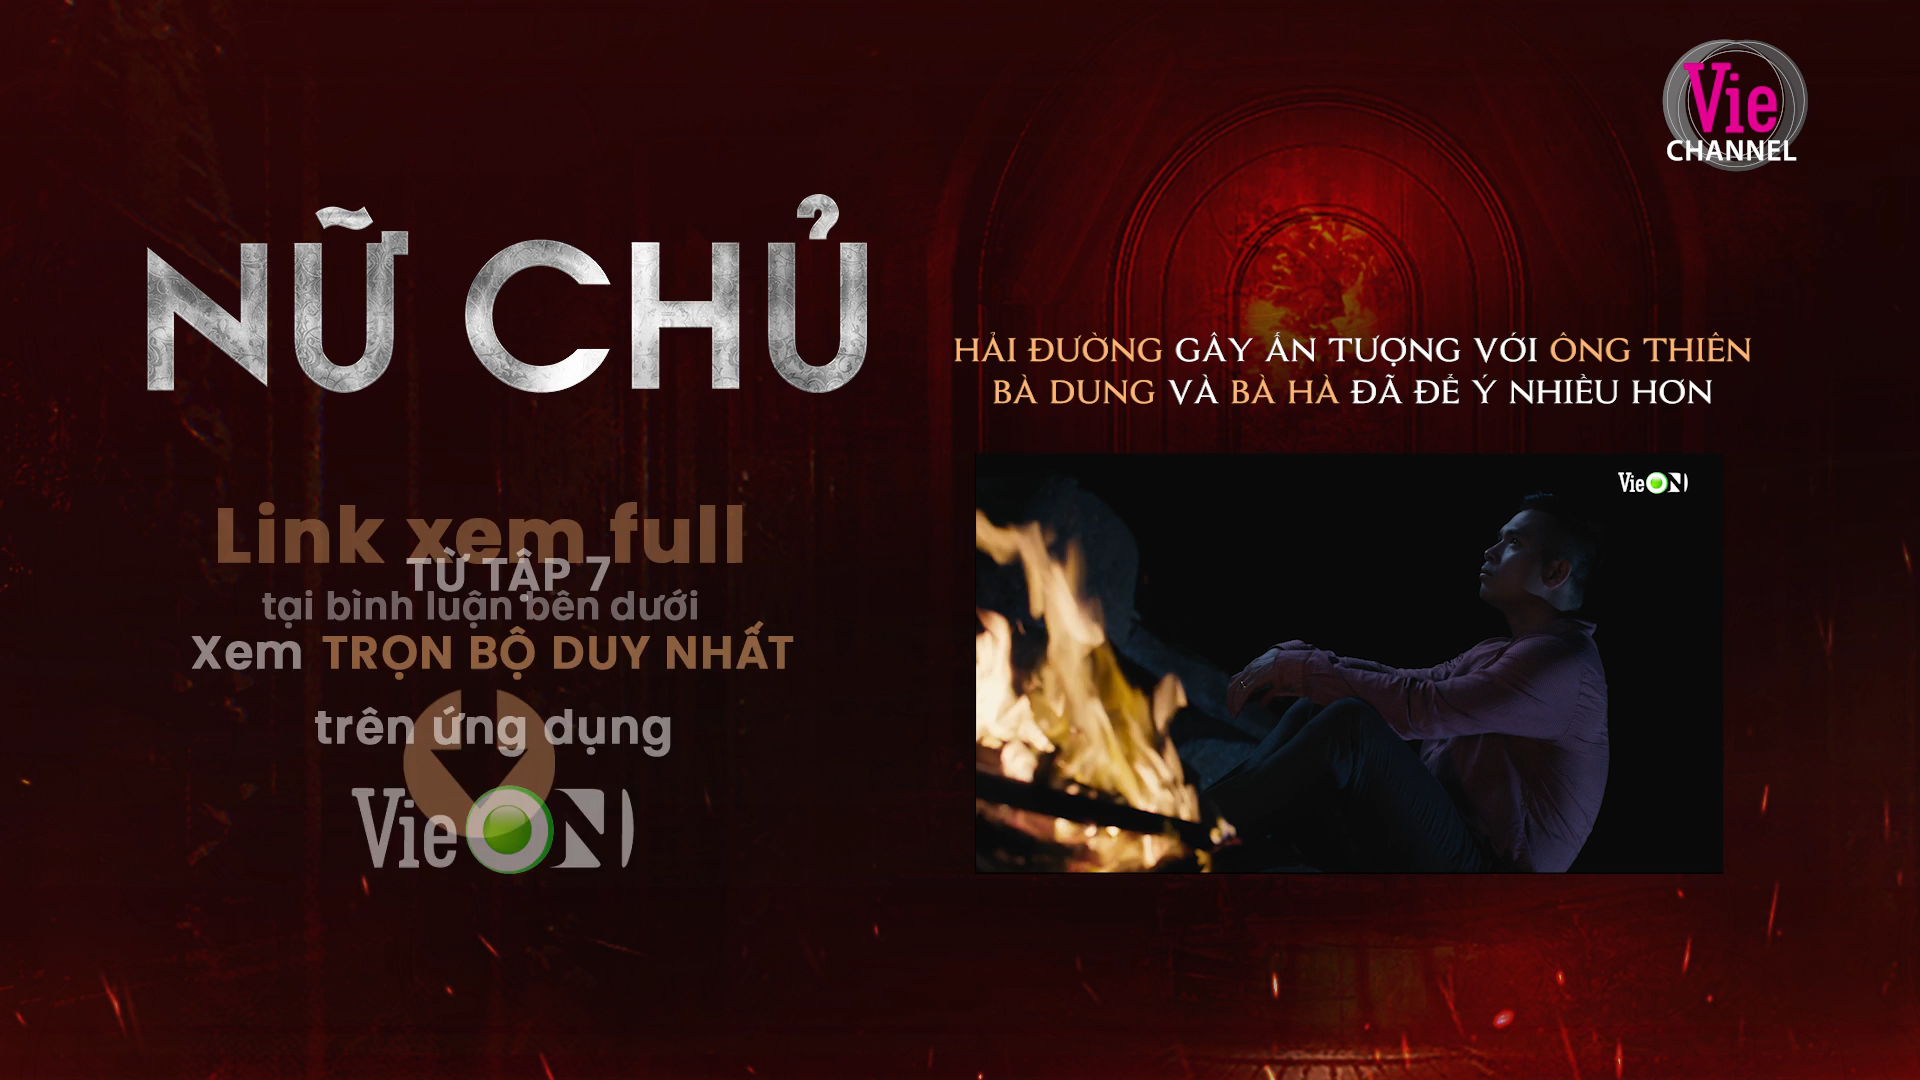 Vie
CHANNEL
NỮ CHỦ
HẢI ĐƯỜNG GÂY ẤN TƯỢNG VỚI ÔNG THIÊN
BÀ DUNG VÀ BÀ HÀ ĐÃ ĐỂ Ý NHIỀU HƠN
VieON
Link xem full
TỪ TẬP 7
tại bình luận bên dưới
Xem TRỌN BỘ DUY NHẤT
trên ứng dụng
VieON